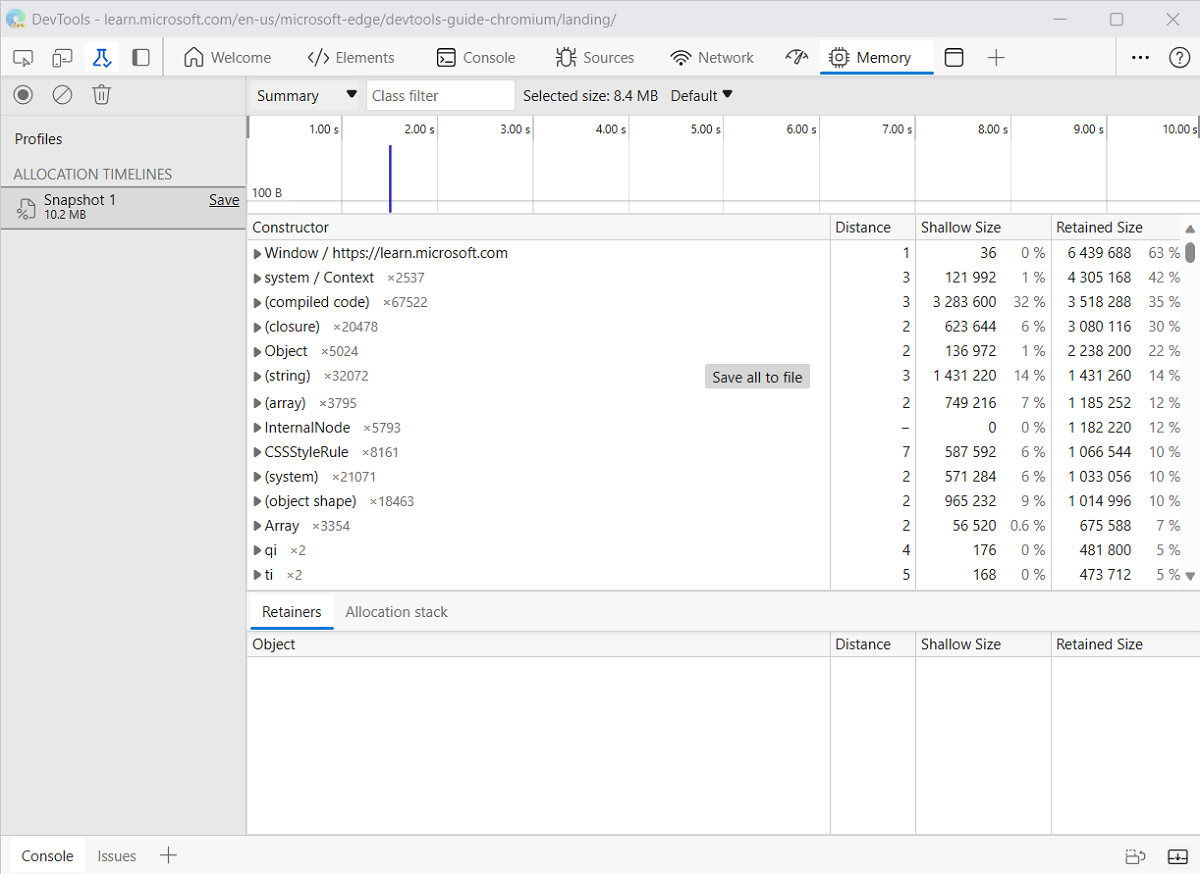 DevTools - learn.microsoft.com/en-us/microsoft-edge/devtools-guide-chromium/landing/
Welcome Elements Console Sources Network Memory
Summary Class filter Selected size: 8.4 MB Default
Profiles
ALLOCATION TIMELINES
Snapshot 1 Save
10.2 MB
1.00 s 2.00 s 3.00 s 4.00 s 5.00 s 6.00 s 7.00 s 8.00 s 9.00 s 10.00 s
100 B
Constructor Distance Shallow Size Retained Size
Window / https://learn.microsoft.com 1 36 0 % 6 439 688 63 %
system / Context ×2537 3 121 992 1 % 4 305 168 42 %
(compiled code) ×67522 3 3 283 600 32 % 3 518 288 35 %
(closure) ×20478 2 623 644 6 % 3 080 116 30 %
Object ×5024 2 136 972 1 % 2 238 200 22 %
(string) ×32072 Save all to file 3 1 431 220 14 % 1 431 260 14 %
(array) ×3795 2 749 216 7 % 1 185 252 12 %
InternalNode ×5793 – 0 0 % 1 182 220 12 %
CSSStyleRule ×8161 7 587 592 6 % 1 066 544 10 %
(system) ×21071 2 571 284 6 % 1 033 056 10 %
(object shape) ×18463 2 965 232 9 % 1 014 996 10 %
Array ×3354 2 56 520 0.6 % 675 588 7 %
qi ×2 4 176 0 % 481 800 5 %
ti ×2 5 168 0 % 473 712 5 %
Retainers Allocation stack
Object Distance Shallow Size Retained Size
Console Issues